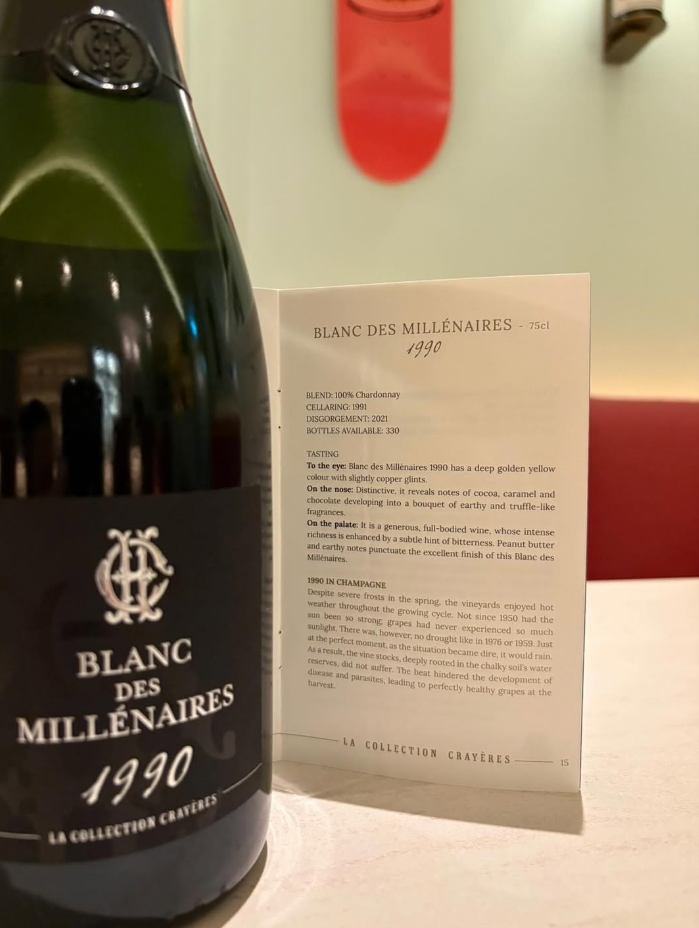 BLANC
DES
MILLÉNAIRES
1990
LA COLLECTION CRAYÈRES
BLANC DES MILLÉNAIRES - 75cl
1990
BLEND: 100% Chardonnay
CELLARING: 1991
DISGORGEMENT: 2021
BOTTLES AVAILABLE: 330
TASTING
To the eye: Blanc des Millénaires 1990 has a deep golden yellow
colour with slightly copper glints.
On the nose: Distinctive, it reveals notes of cocoa, caramel and
chocolate developing into a bouquet of earthy and truffle-like
fragrances.
On the palate: It is a generous, full-bodied wine, whose intense
richness is enhanced by a subtle hint of bitterness. Peanut butter
and earthy notes punctuate the excellent finish of this Blanc des
Millénaires.
1990 IN CHAMPAGNE
Despite severe frosts in the spring, the vineyards enjoyed hot
weather throughout the growing cycle. Not since 1950 had the
sun been so strong; grapes had never experienced so much
sunlight. There was, however, no drought like in 1976 or 1959. Just
at the perfect moment, as the situation became dire, it would rain.
As a result, the vine stocks, deeply rooted in the chalky soil's water
reserves, did not suffer. The heat hindered the development of
disease and parasites, leading to perfectly healthy grapes at the
harvest.
LA COLLECTION CRAYÈRES
15